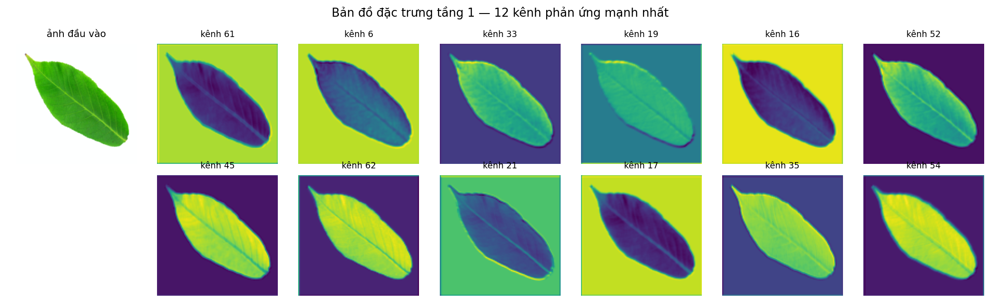 Bản đồ đặc trưng tầng 1 — 12 kênh phản ứng mạnh nhất
ảnh đầu vào
kênh 61
kênh 6
kênh 33
kênh 19
kênh 16
kênh 52
kênh 45
kênh 62
kênh 21
kênh 17
kênh 35
kênh 54